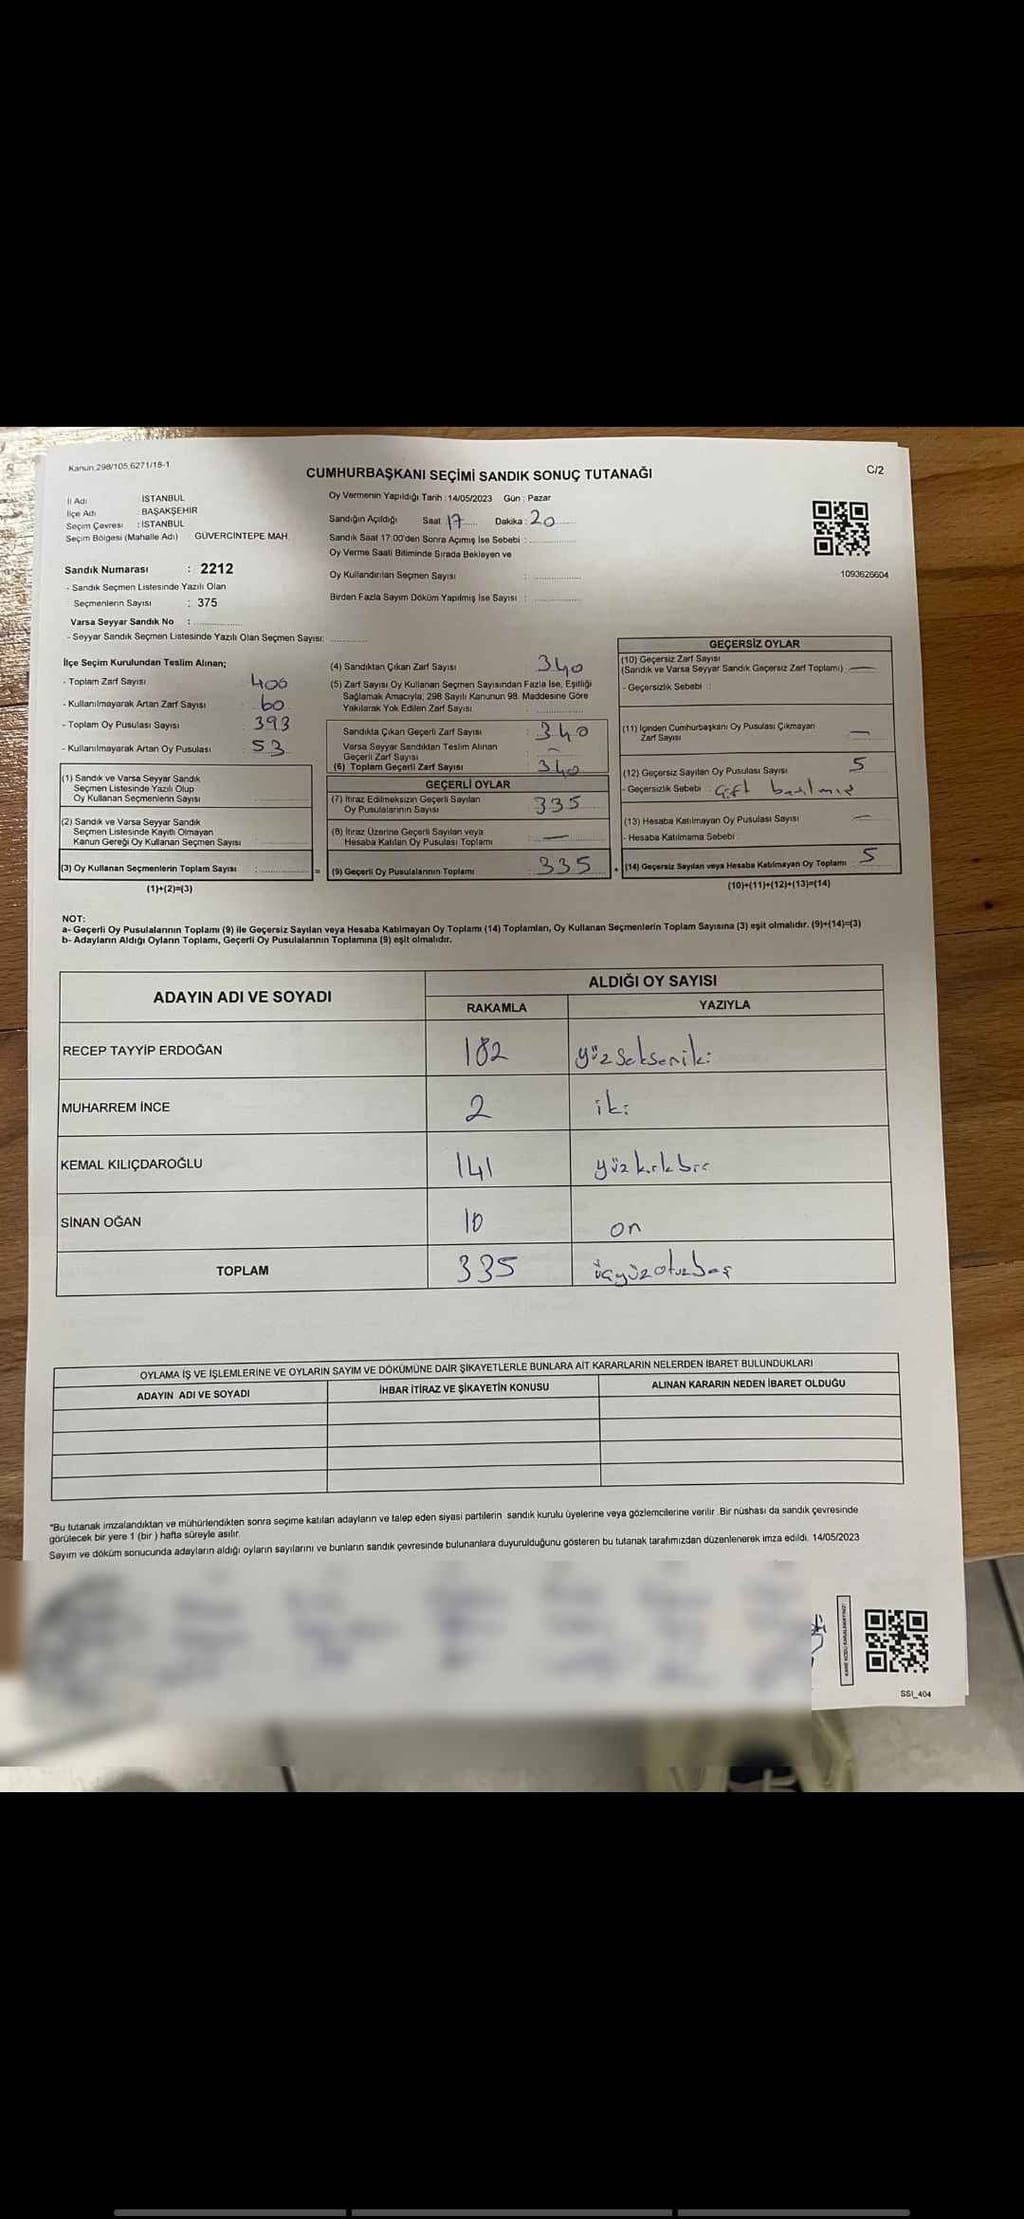 Kanun.298/105,6271/18-1
CUMHURBAŞKANI SEÇİMİ SANDIK SONUÇ TUTANAĞI
C/2
İl Adı İSTANBUL
İlçe Adı BAŞAKŞEHİR
Seçim Çevresi : İSTANBUL
Seçim Bölgesi (Mahalle Adı) GÜVERCİNTEPE MAH.
Sandık Numarası : 2212
- Sandık Seçmen Listesinde Yazılı Olan
Seçmenlerin Sayısı : 375
Varsa Seyyar Sandık No :
- Seyyar Sandık Seçmen Listesinde Yazılı Olan Seçmen Sayısı:
Oy Vermenin Yapıldığı Tarih : 14/05/2023 Gün : Pazar
Sandığın Açıldığı Saat 17 Dakika : 20
Sandık Saat 17:00'den Sonra Açılmış İse Sebebi :
Oy Verme Saati Bitiminde Sırada Bekleyen ve
Oy Kullandırılan Seçmen Sayısı :
Birden Fazla Sayım Döküm Yapılmış İse Sayısı :
1093626604
İlçe Seçim Kurulundan Teslim Alınan;
- Toplam Zarf Sayısı 400
- Kullanılmayarak Artan Zarf Sayısı 60
- Toplam Oy Pusulası Sayısı 393
- Kullanılmayarak Artan Oy Pusulası 53
(1) Sandık ve Varsa Seyyar Sandık
Seçmen Listesinde Yazılı Olup
Oy Kullanan Seçmenlerin Sayısı
(2) Sandık ve Varsa Seyyar Sandık
Seçmen Listesinde Kayıtlı Olmayan
Kanun Gereği Oy Kullanan Seçmen Sayısı
(3) Oy Kullanan Seçmenlerin Toplam Sayısı :
(1)+(2)=(3)
(4) Sandıktan Çıkan Zarf Sayısı 340
(5) Zarf Sayısı Oy Kullanan Seçmen Sayısından Fazla İse, Eşitliği
Sağlamak Amacıyla; 298 Sayılı Kanunun 98. Maddesine Göre
Yakılarak Yok Edilen Zarf Sayısı :
Sandıkta Çıkan Geçerli Zarf Sayısı : 340
Varsa Seyyar Sandıktan Teslim Alınan
Geçerli Zarf Sayısı : –
(6) Toplam Geçerli Zarf Sayısı 340
GEÇERLİ OYLAR
(7) İtiraz Edilmeksizin Geçerli Sayılan
Oy Pusulalarının Sayısı : 335
(8) İtiraz Üzerine Geçerli Sayılan veya
Hesaba Katılan Oy Pusulası Toplamı : —
= (9) Geçerli Oy Pusulalarının Toplamı : 335
GEÇERSİZ OYLAR
(10) Geçersiz Zarf Sayısı
(Sandık ve Varsa Seyyar Sandık Geçersiz Zarf Toplamı) —
- Geçersizlik Sebebi :
(11) İçinden Cumhurbaşkanı Oy Pusulası Çıkmayan
Zarf Sayısı —
(12) Geçersiz Sayılan Oy Pusulası Sayısı 5
- Geçersizlik Sebebi : Çift basılmış
(13) Hesaba Katılmayan Oy Pusulası Sayısı —
- Hesaba Katılmama Sebebi
+ (14) Geçersiz Sayılan veya Hesaba Katılmayan Oy Toplamı 5
(10)+(11)+(12)+(13)=(14)
NOT:
a- Geçerli Oy Pusulalarının Toplamı (9) ile Geçersiz Sayılan veya Hesaba Katılmayan Oy Toplamı (14) Toplamları, Oy Kullanan Seçmenlerin Toplam Sayısına (3) eşit olmalıdır. (9)+(14)=(3)
b- Adayların Aldığı Oyların Toplamı, Geçerli Oy Pusulalarının Toplamına (9) eşit olmalıdır.
ADAYIN ADI VE SOYADI
ALDIĞI OY SAYISI
RAKAMLA YAZIYLA
RECEP TAYYİP ERDOĞAN 182 yüzsekseniki
MUHARREM İNCE 2 iki
KEMAL KILIÇDAROĞLU 141 yüzkırkbir
SİNAN OĞAN 10 on
TOPLAM 335 üçyüzotuzbeş
OYLAMA İŞ VE İŞLEMLERİNE VE OYLARIN SAYIM VE DÖKÜMÜNE DAİR ŞİKAYETLERLE BUNLARA AİT KARARLARIN NELERDEN İBARET BULUNDUKLARI
ADAYIN ADI VE SOYADI İHBAR İTİRAZ VE ŞİKAYETİN KONUSU ALINAN KARARIN NEDEN İBARET OLDUĞU
"Bu tutanak imzalandıktan ve mühürlendikten sonra seçime katılan adayların ve talep eden siyasi partilerin sandık kurulu üyelerine veya gözlemcilerine verilir. Bir nüshası da sandık çevresinde
görülecek bir yere 1 (bir) hafta süreyle asılır.
Sayım ve döküm sonucunda adayların aldığı oyların sayılarını ve bunların sandık çevresinde bulunanlara duyurulduğunu gösteren bu tutanak tarafımızdan düzenlenerek imza edildi. 14/05/2023
SSI_404